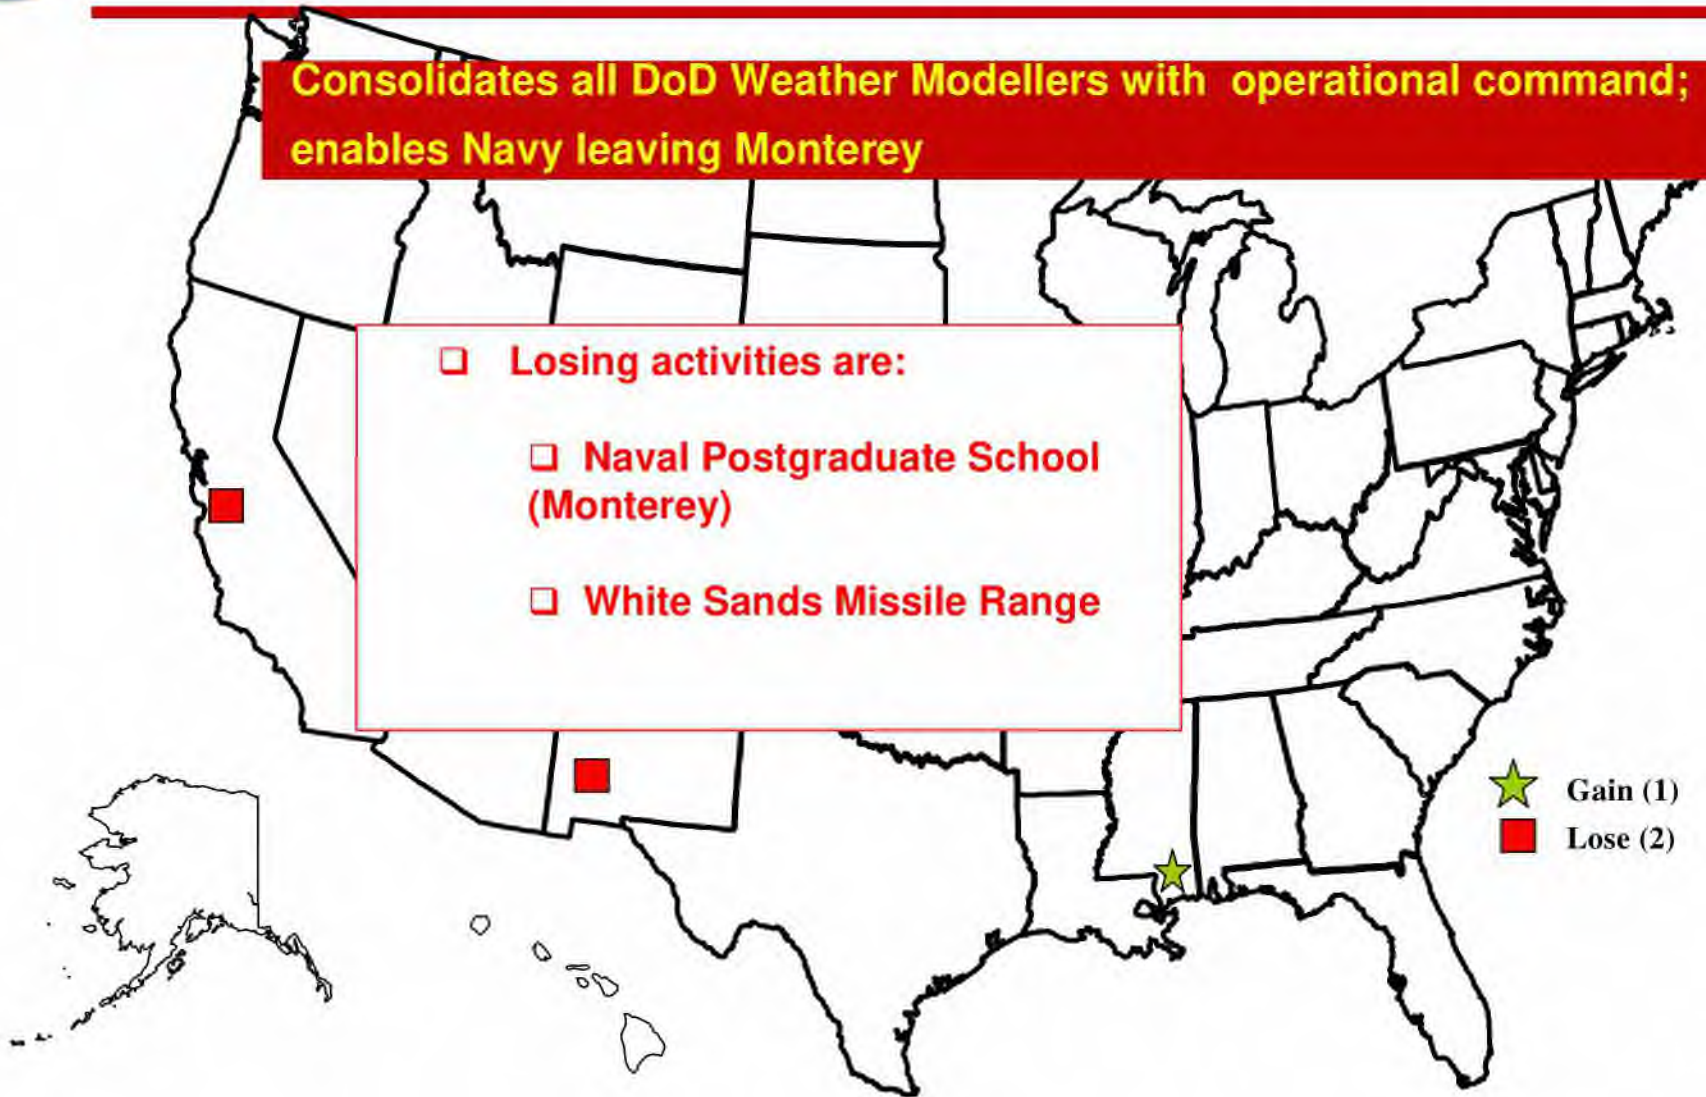 Consolidates all DoD Weather Modellers with operational command;
enables Navy leaving Monterey
❑ Losing activities are:
❑ Naval Postgraduate School
(Monterey)
❑ White Sands Missile Range
Gain (1)
Lose (2)